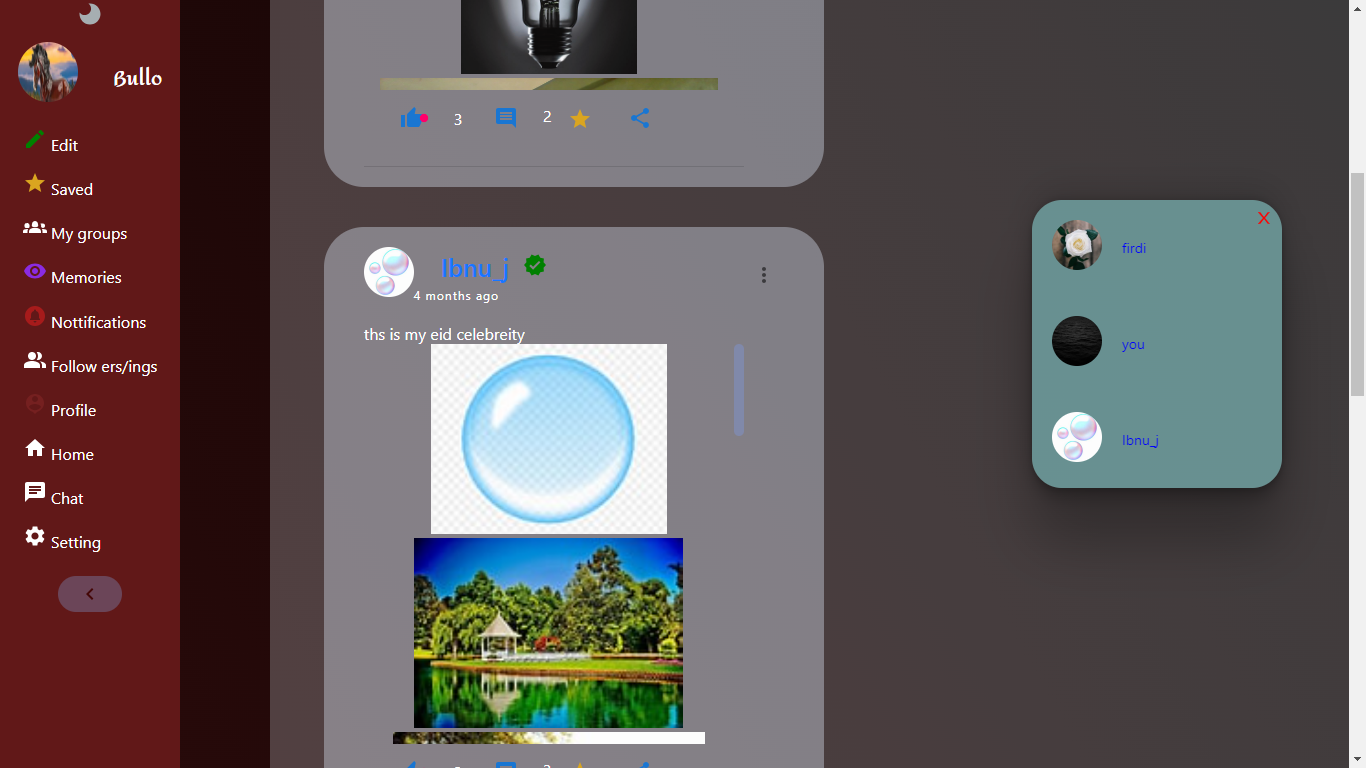 Bullo
Edit
Saved
My groups
Memories
Nottifications
Follow ers/ings
Profile
Home
Chat
Setting
3
2
Ibnu_j
4 months ago
ths is my eid celebreity
X
firdi
you
Ibnu_j